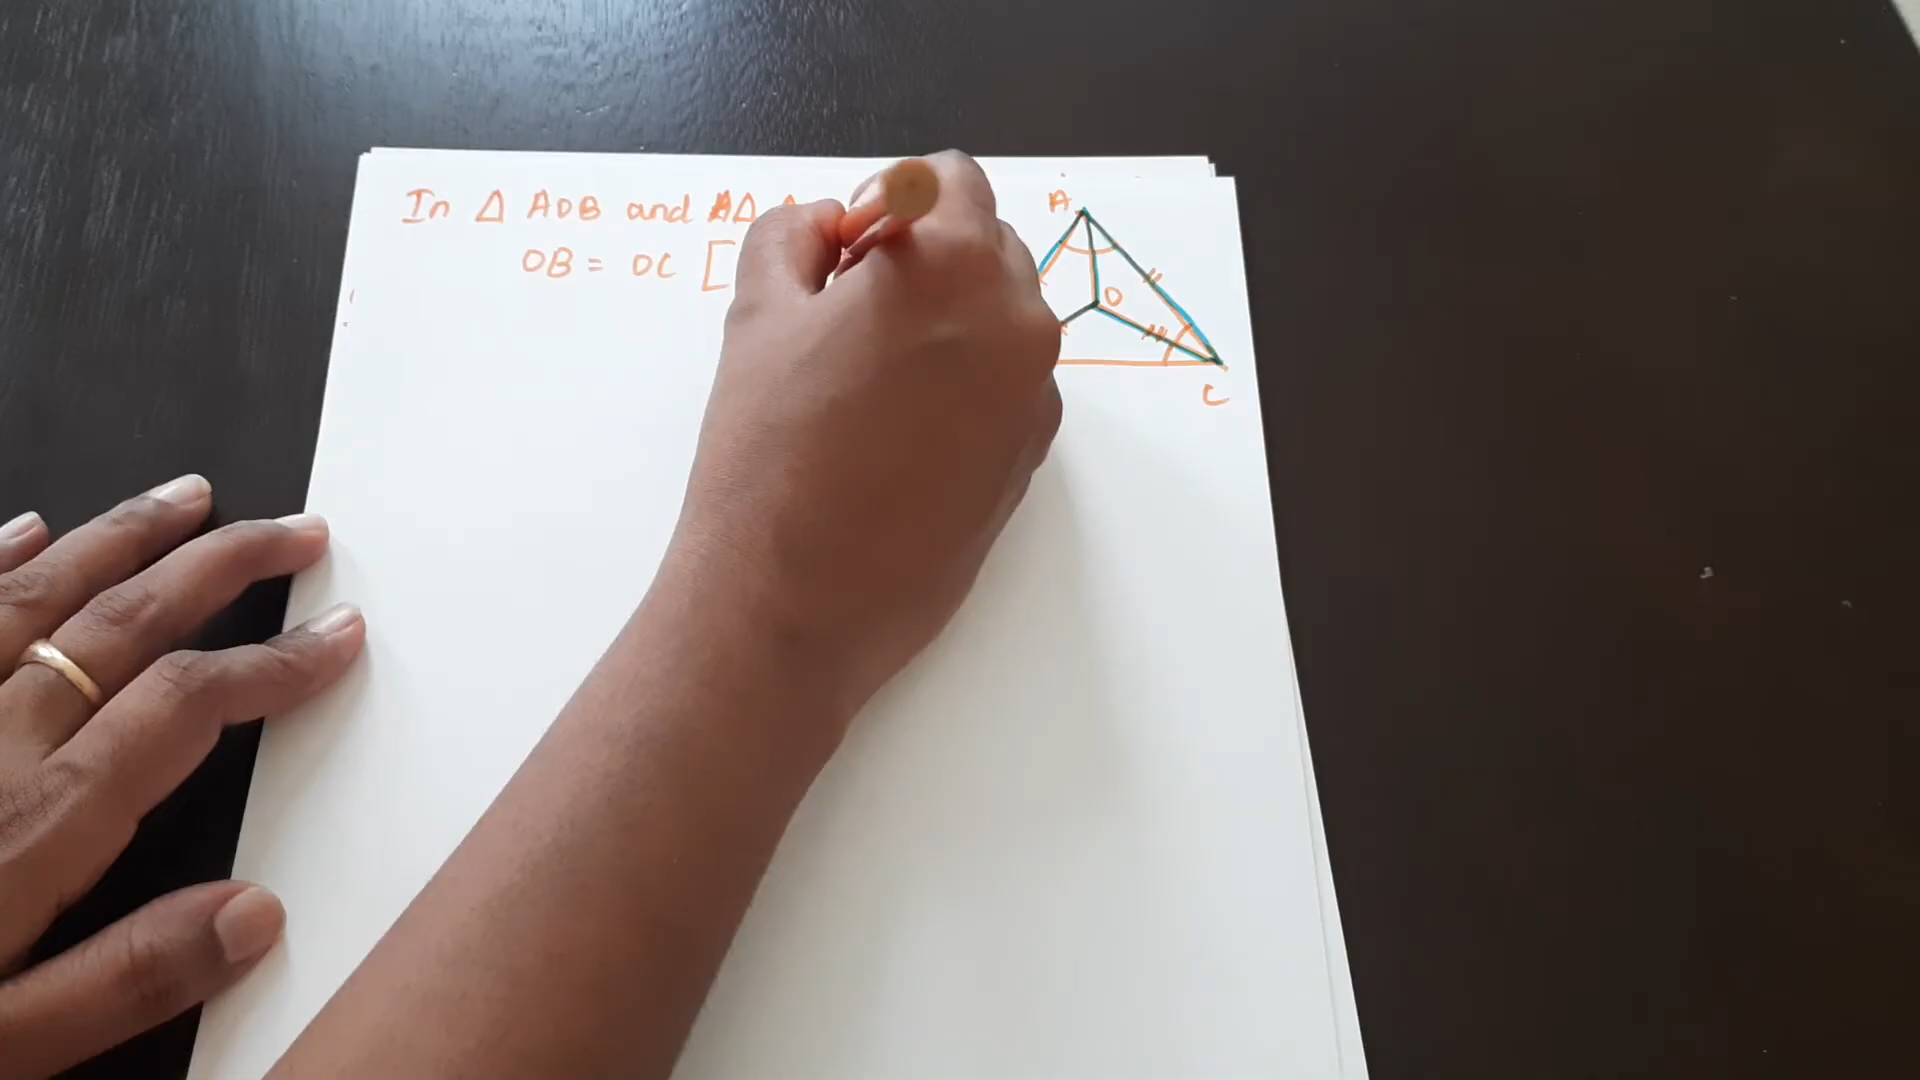 In Δ AOB and Δ
OB = OC [
A
O
C